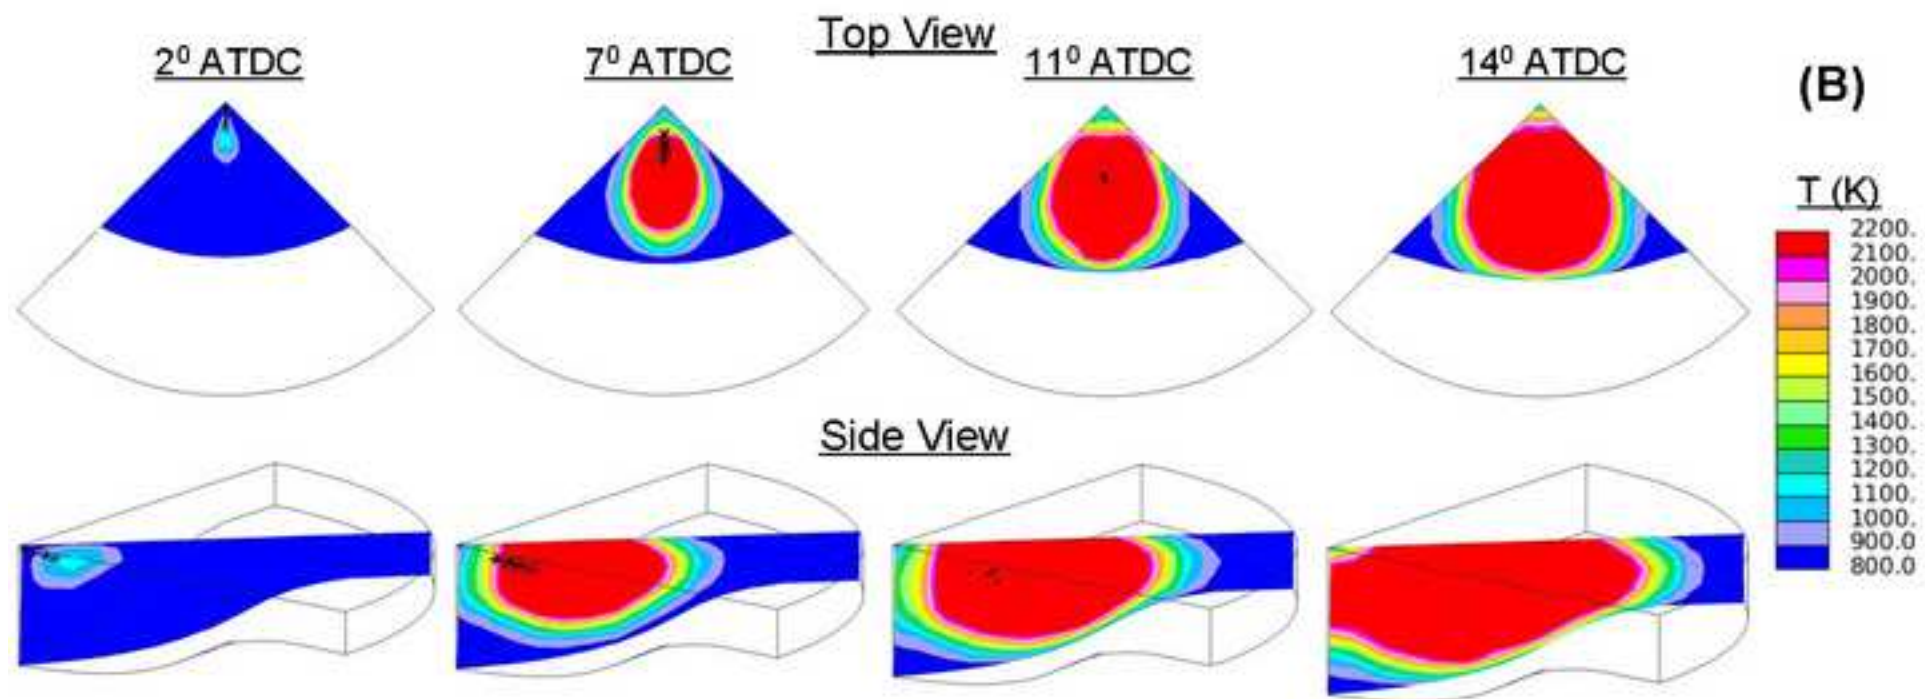 Top View
2⁰ ATDC
7⁰ ATDC
11⁰ ATDC
14⁰ ATDC
(B)
T (K)
2200.
2100.
2000.
1900.
1800.
1700.
1600.
1500.
1400.
1300.
1200.
1100.
1000.
900.0
800.0
Side View